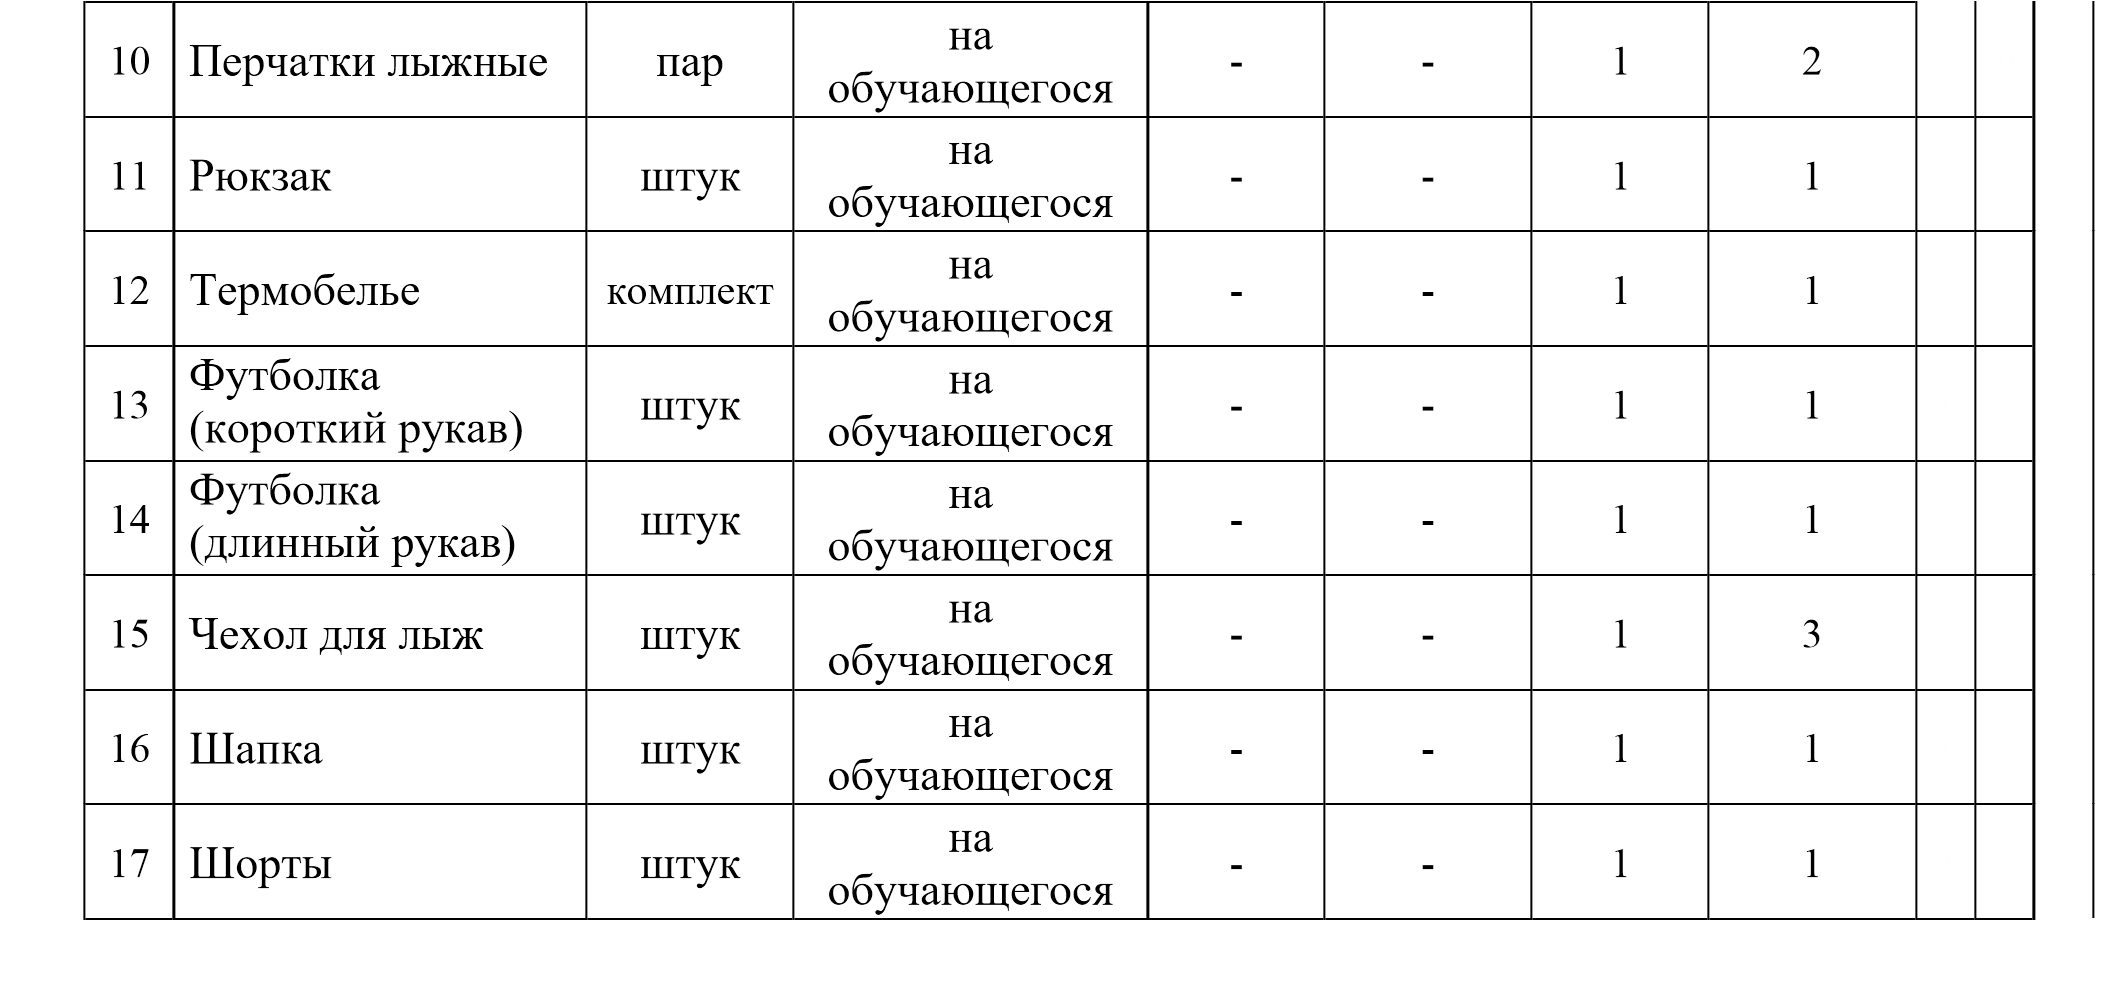 10 Перчатки лыжные пар на обучающегося - - 1 2
11 Рюкзак штук на обучающегося - - 1 1
12 Термобелье комплект на обучающегося - - 1 1
13 Футболка (короткий рукав) штук на обучающегося - - 1 1
14 Футболка (длинный рукав) штук на обучающегося - - 1 1
15 Чехол для лыж штук на обучающегося - - 1 3
16 Шапка штук на обучающегося - - 1 1
17 Шорты штук на обучающегося - - 1 1